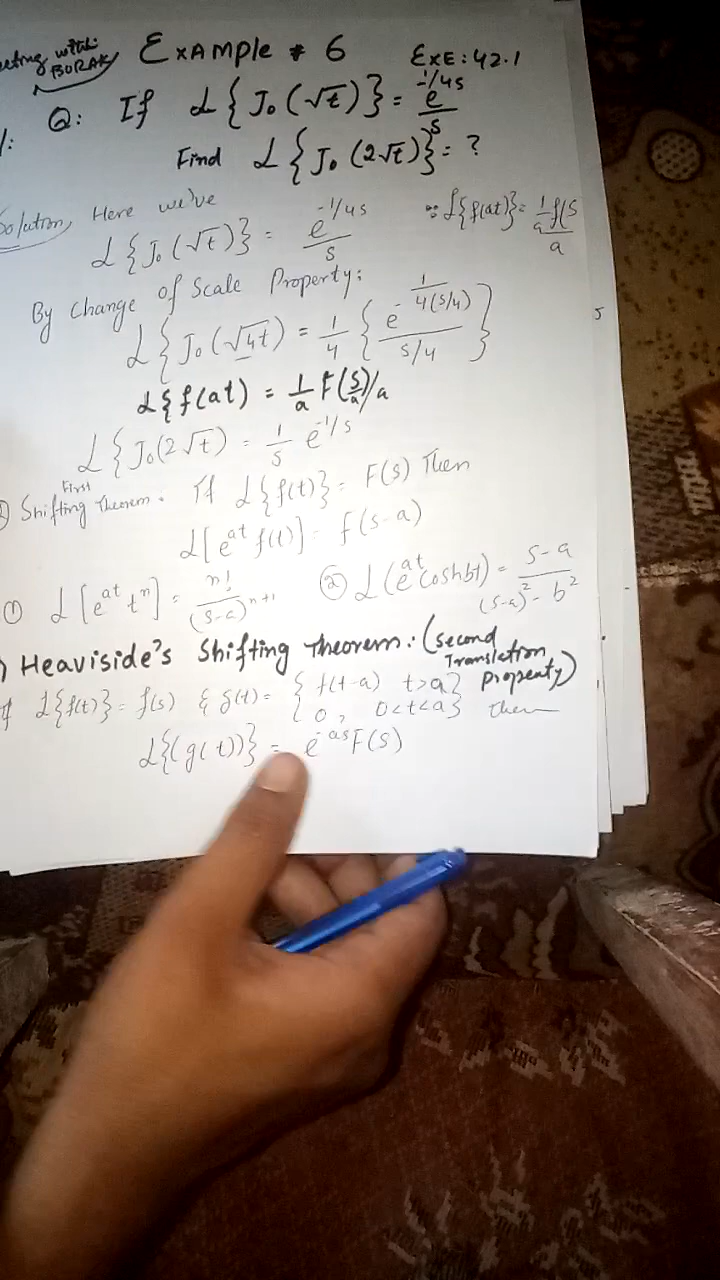 with
BORAK
Example # 6
EXE: 42.1
Q: If L{J₀(√t)} = e^(-1/4s)/s
Find L{J₀(2√t)} = ?
Solution, Here we've
L{J₀(√t)} = e^(-1/4s)/s
∵ L{f(at)} = 1/a f(s/a
By Change of Scale Property:
L{J₀(√4t) = 1/4 {e^(-1/4(s/4))/(s/4)}
L{f(at) = 1/a F(s/a)/a
L{J₀(2√t) = 1/s e^(-1/s)
First
Shifting Theorem. If L{f(t)} = F(s) Then
L[e^(at) f(t)] = f(s-a)
① L[e^(at) t^n] = n!/(s-a)^(n+1) ② L(e^(at) coshbt) = (s-a)/((s-a)² - b²)
) Heaviside's Shifting Theorem: (second
Translation
Property)
If L{f(t)} = f(s) & g(t) = { f(t-a) t>a}
{ 0, 0<t<a} then
L{(g(t))} = e^(-as) F(s)